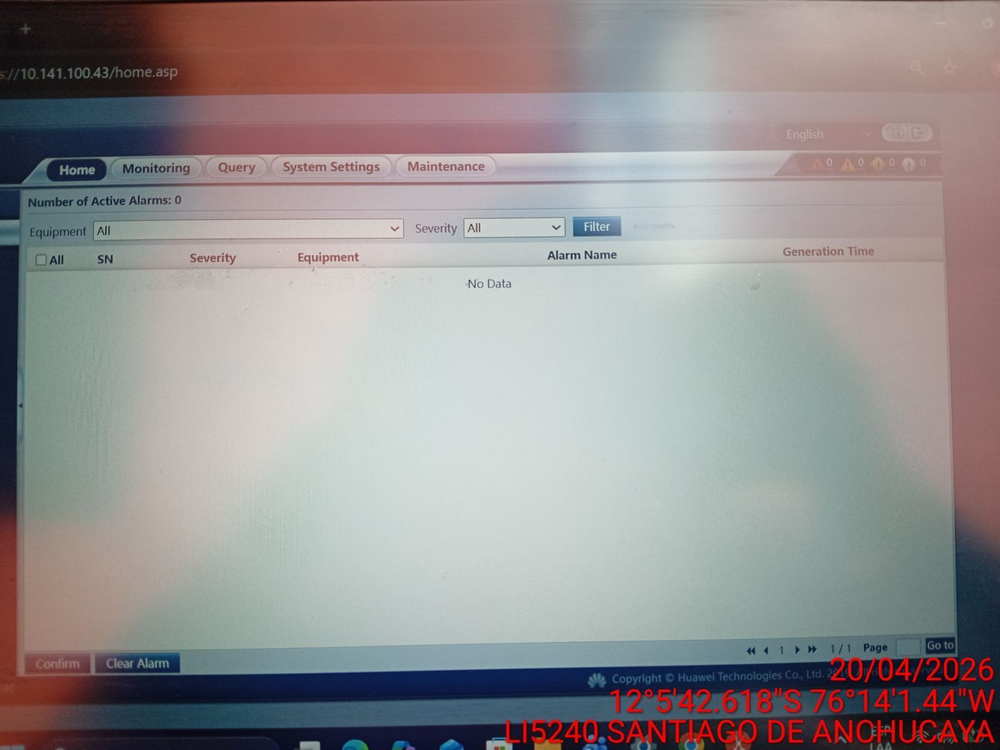 +
s://10.141.100.43/home.asp
English
Home Monitoring Query System Settings Maintenance
0 0 0 0
Number of Active Alarms: 0
Equipment All Severity All Filter
All SN Severity Equipment Alarm Name Generation Time
No Data
1 1 / 1 Page Go to
Confirm Clear Alarm
Copyright © Huawei Technologies Co., Ltd.
20/04/2026
12°5'42.618"S 76°14'1.44"W
LI5240 SANTIAGO DE ANCHUCAYA